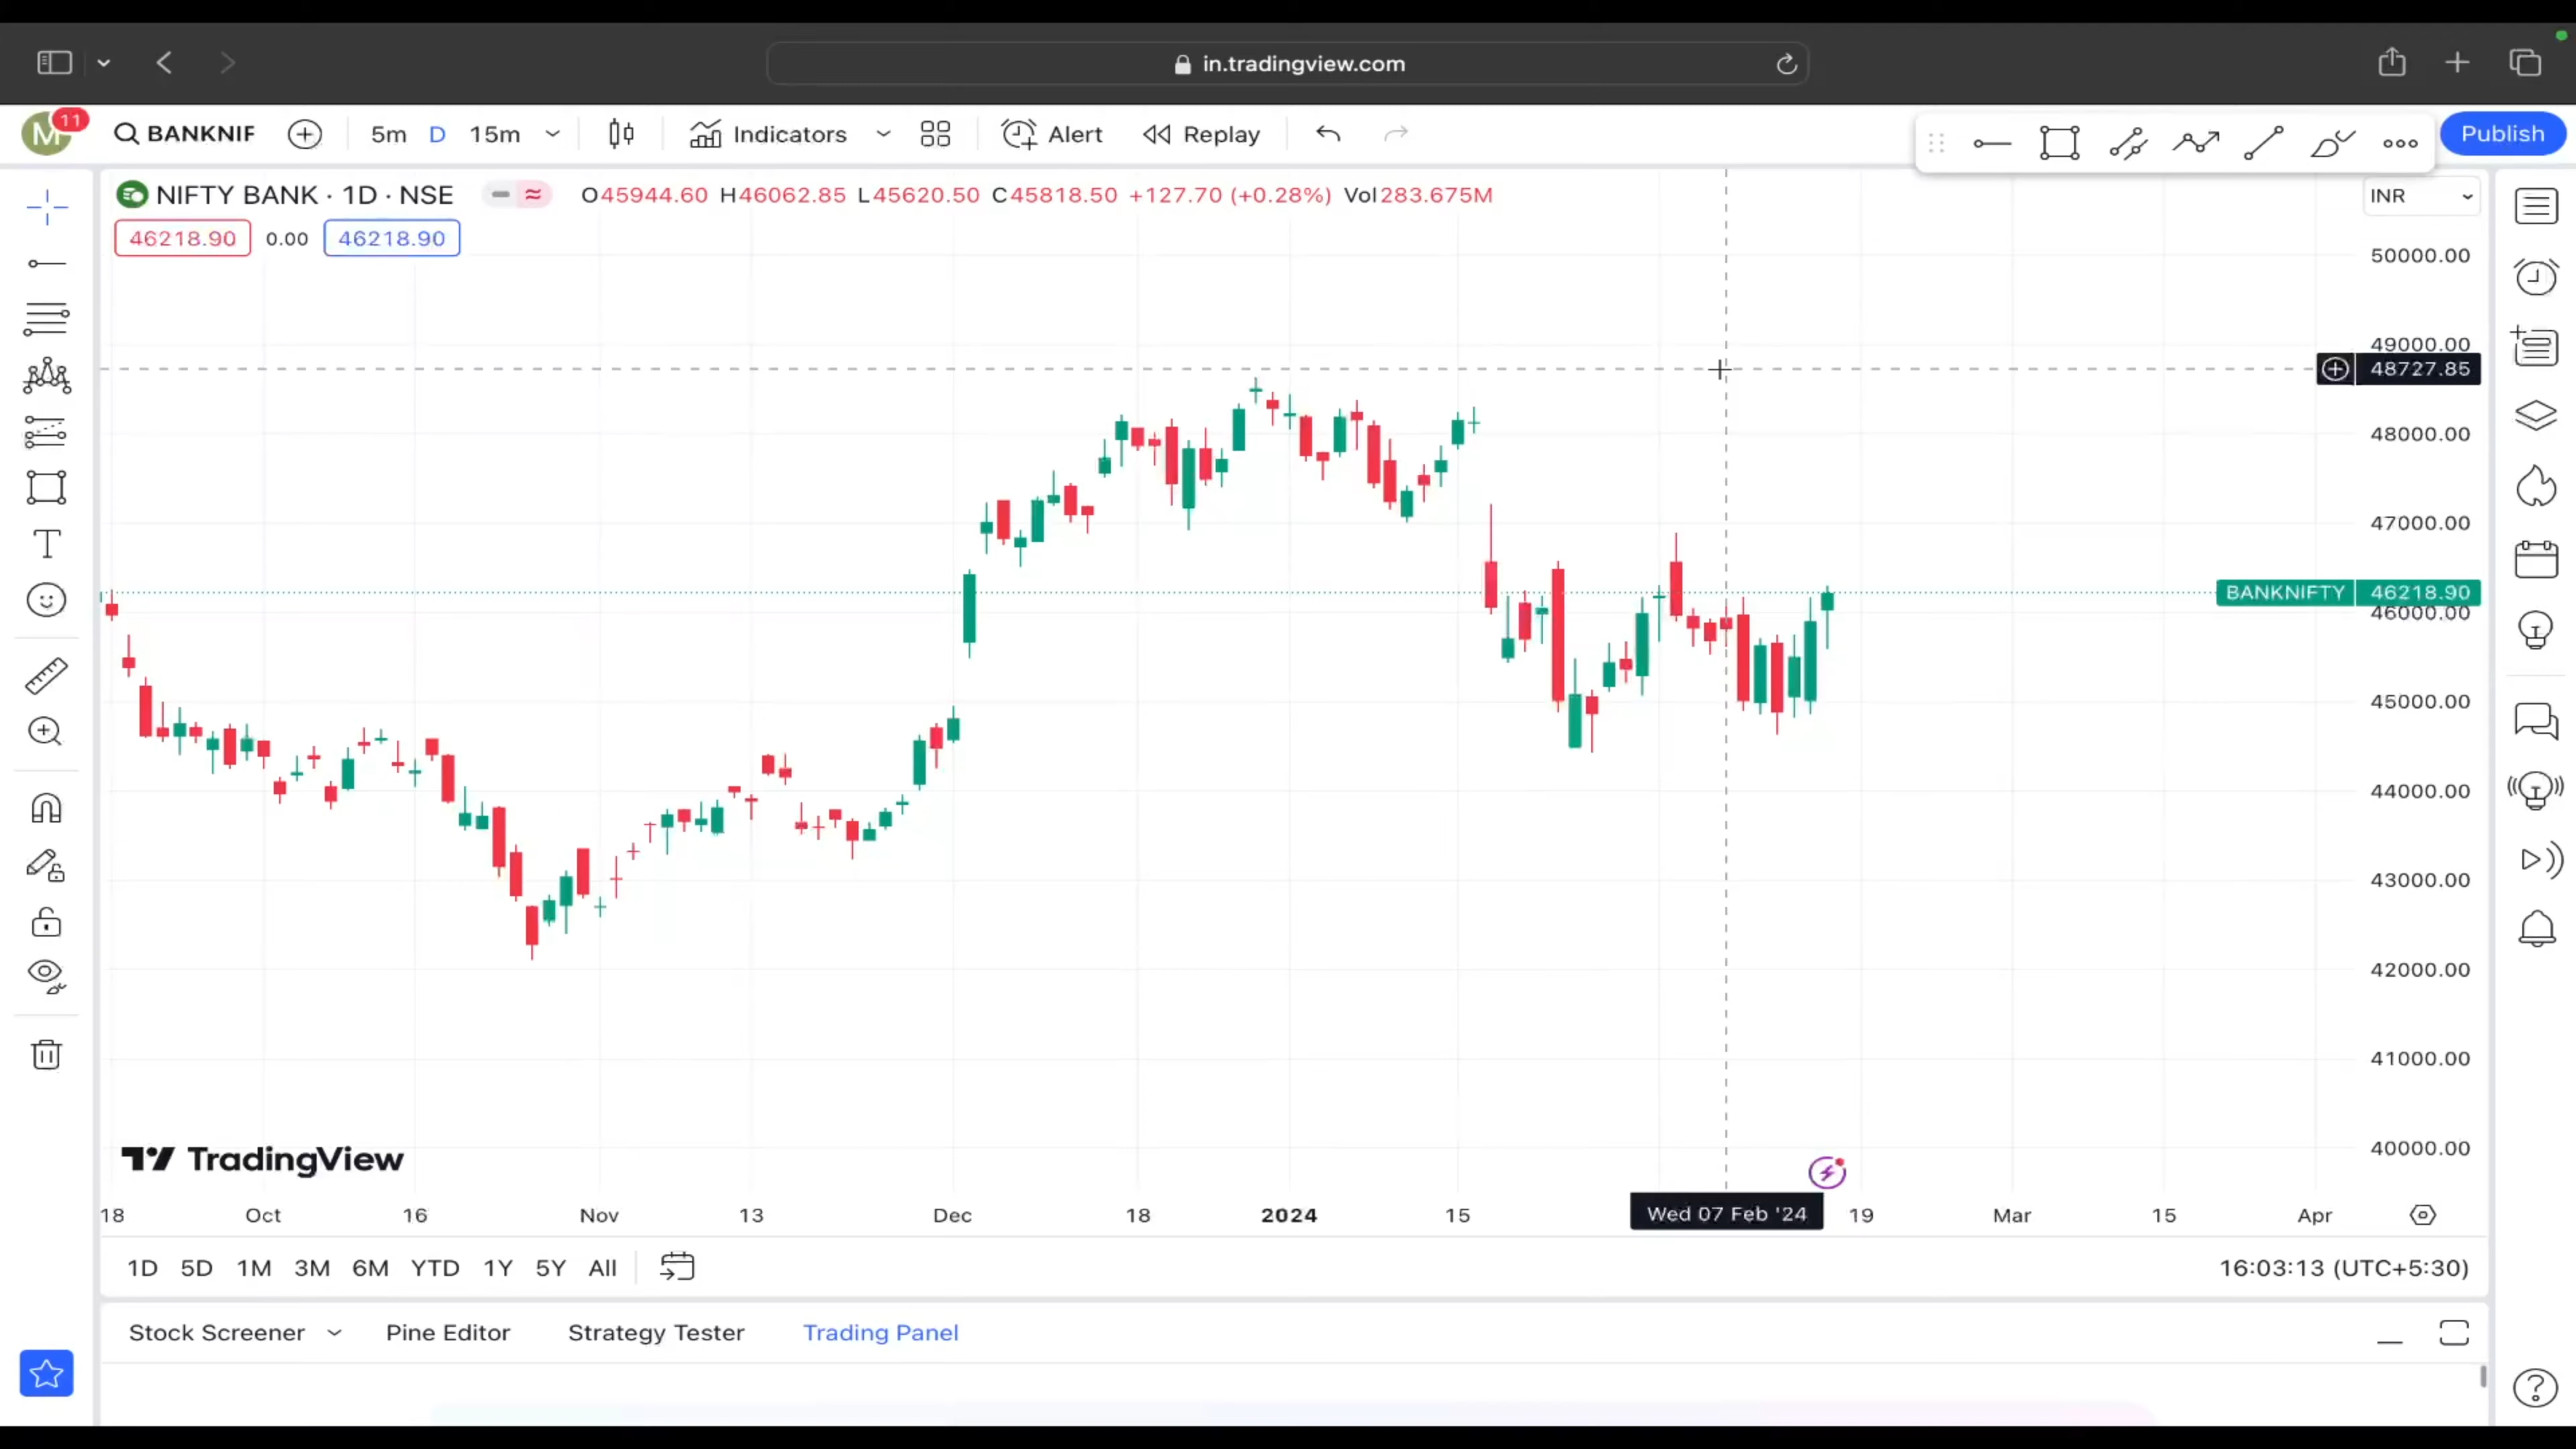 in.tradingview.com
M 11 BANKNIF 5m D 15m Indicators Alert Replay Publish
NIFTY BANK · 1D · NSE O45944.60 H46062.85 L45620.50 C45818.50 +127.70 (+0.28%) Vol283.675M INR
46218.90 0.00 46218.90
50000.00
49000.00
48727.85
48000.00
47000.00
BANKNIFTY 46218.90
46000.00
45000.00
44000.00
43000.00
42000.00
41000.00
40000.00
TradingView
18 Oct 16 Nov 13 Dec 18 2024 15 Wed 07 Feb '24 19 Mar 15 Apr
1D 5D 1M 3M 6M YTD 1Y 5Y All 16:03:13 (UTC+5:30)
Stock Screener Pine Editor Strategy Tester Trading Panel